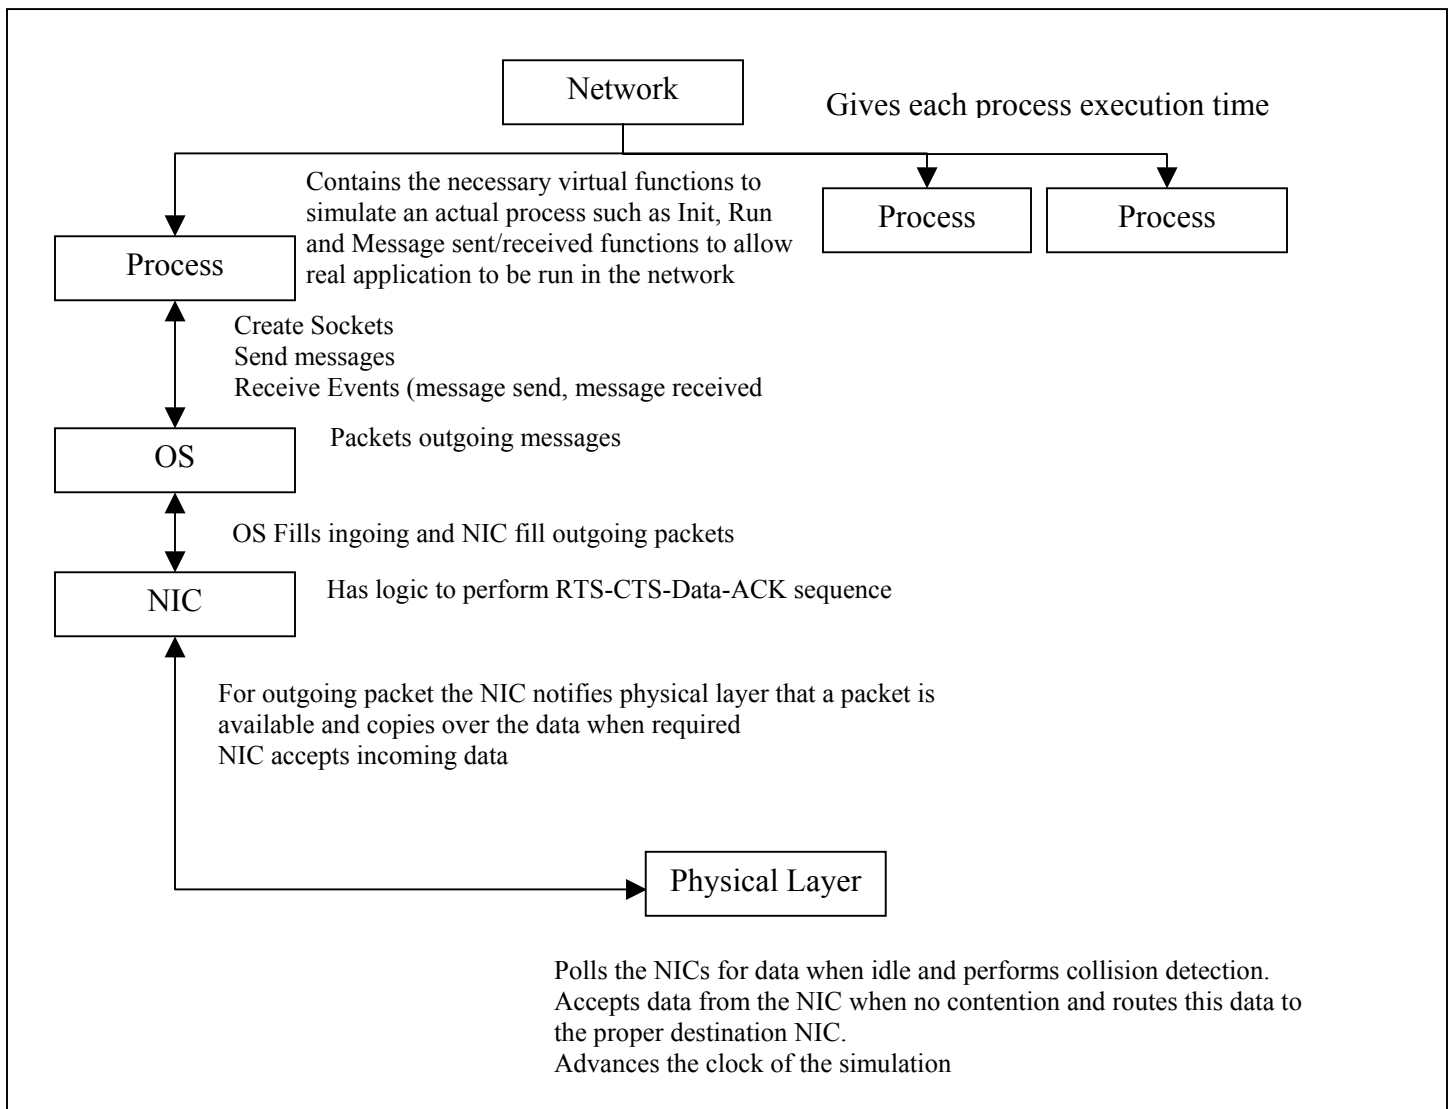 Network
Gives each process execution time
Contains the necessary virtual functions to
simulate an actual process such as Init, Run
and Message sent/received functions to allow
real application to be run in the network
Process
Process
Process
Create Sockets
Send messages
Receive Events (message send, message received
OS
Packets outgoing messages
OS Fills ingoing and NIC fill outgoing packets
NIC
Has logic to perform RTS-CTS-Data-ACK sequence
For outgoing packet the NIC notifies physical layer that a packet is
available and copies over the data when required
NIC accepts incoming data
Physical Layer
Polls the NICs for data when idle and performs collision detection.
Accepts data from the NIC when no contention and routes this data to
the proper destination NIC.
Advances the clock of the simulation